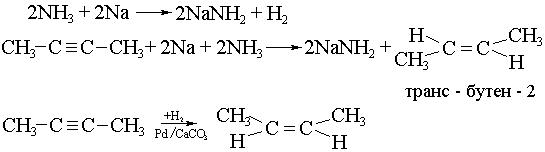 2NH₃ + 2Na ⟶ 2NaNH₂ + H₂
CH₃–C≡C–CH₃ + 2Na + 2NH₃ ⟶ 2NaNH₂ + H CH₃ C=C CH₃ H
транс - бутен - 2
CH₃–C≡C–CH₃ +H₂ Pd/CaCO₃ ⟶ CH₃ H C=C CH₃ H